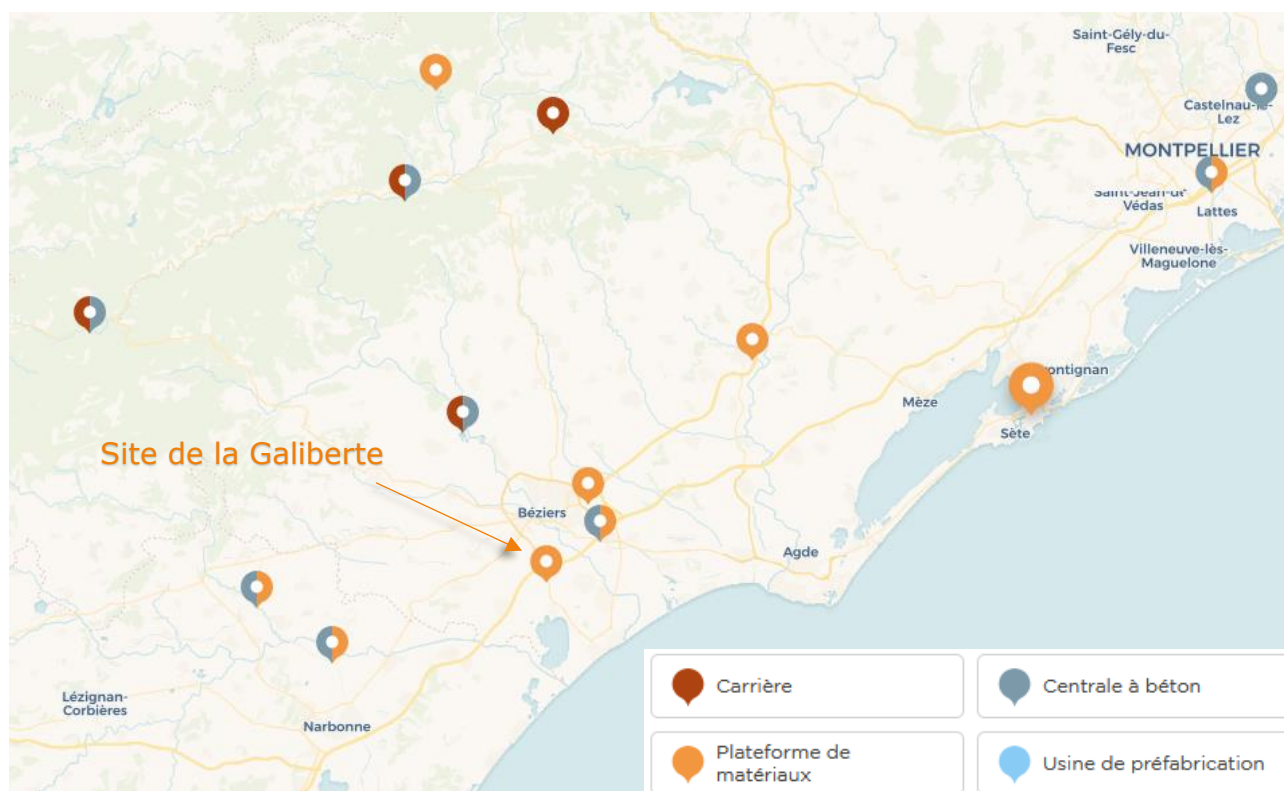 Saint-Gély-du-
Fesc
Castelnau-le-
Lez
MONTPELLIER
Saint-Jean-de-
Védas
Lattes
Villeneuve-lès-
Maguelone
ontignan
Mèze
Sète
Site de la Galiberte
Béziers
Agde
Lézignan-
Corbières
Narbonne
Carrière
Centrale à béton
Plateforme de
matériaux
Usine de préfabrication